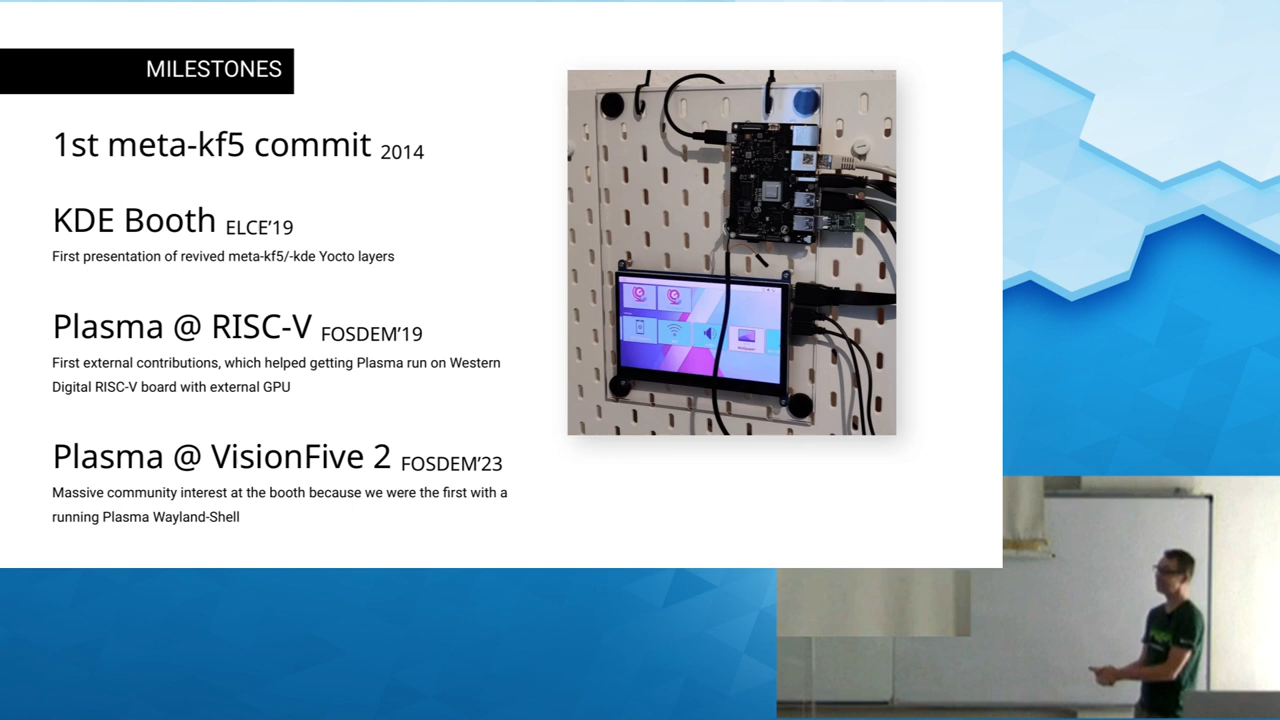 MILESTONES
1st meta-kf5 commit 2014
KDE Booth ELCE’19
First presentation of revived meta-kf5/-kde Yocto layers
Plasma @ RISC-V FOSDEM’19
First external contributions, which helped getting Plasma run on Western
Digital RISC-V board with external GPU
Plasma @ VisionFive 2 FOSDEM’23
Massive community interest at the booth because we were the first with a
running Plasma Wayland-Shell